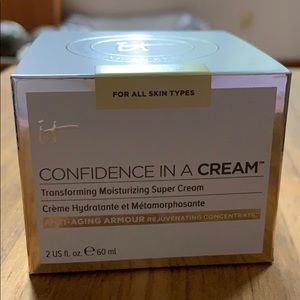 it
FOR ALL SKIN TYPES
it
CONFIDENCE IN A CREAM™
Transforming Moisturizing Super Cream
Crème Hydratante et Métamorphosante
ANTI-AGING ARMOUR REJUVENATING CONCENTRATE
2 US fl. oz. ℮ 60 ml